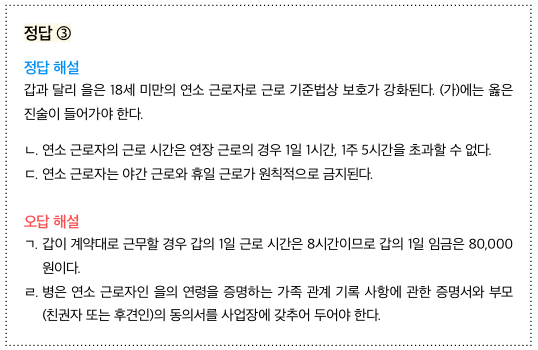 정답 ③
정답 해설
갑과 달리 을은 18세 미만의 연소 근로자로 근로 기준법상 보호가 강화된다. (가)에는 옳은
진술이 들어가야 한다.
ㄴ. 연소 근로자의 근로 시간은 연장 근로의 경우 1일 1시간, 1주 5시간을 초과할 수 없다.
ㄷ. 연소 근로자는 야간 근로와 휴일 근로가 원칙적으로 금지된다.
오답 해설
ㄱ. 갑이 계약대로 근무할 경우 갑의 1일 근로 시간은 8시간이므로 갑의 1일 임금은 80,000
원이다.
ㄹ. 병은 연소 근로자인 을의 연령을 증명하는 가족 관계 기록 사항에 관한 증명서와 부모
(친권자 또는 후견인)의 동의서를 사업장에 갖추어 두어야 한다.